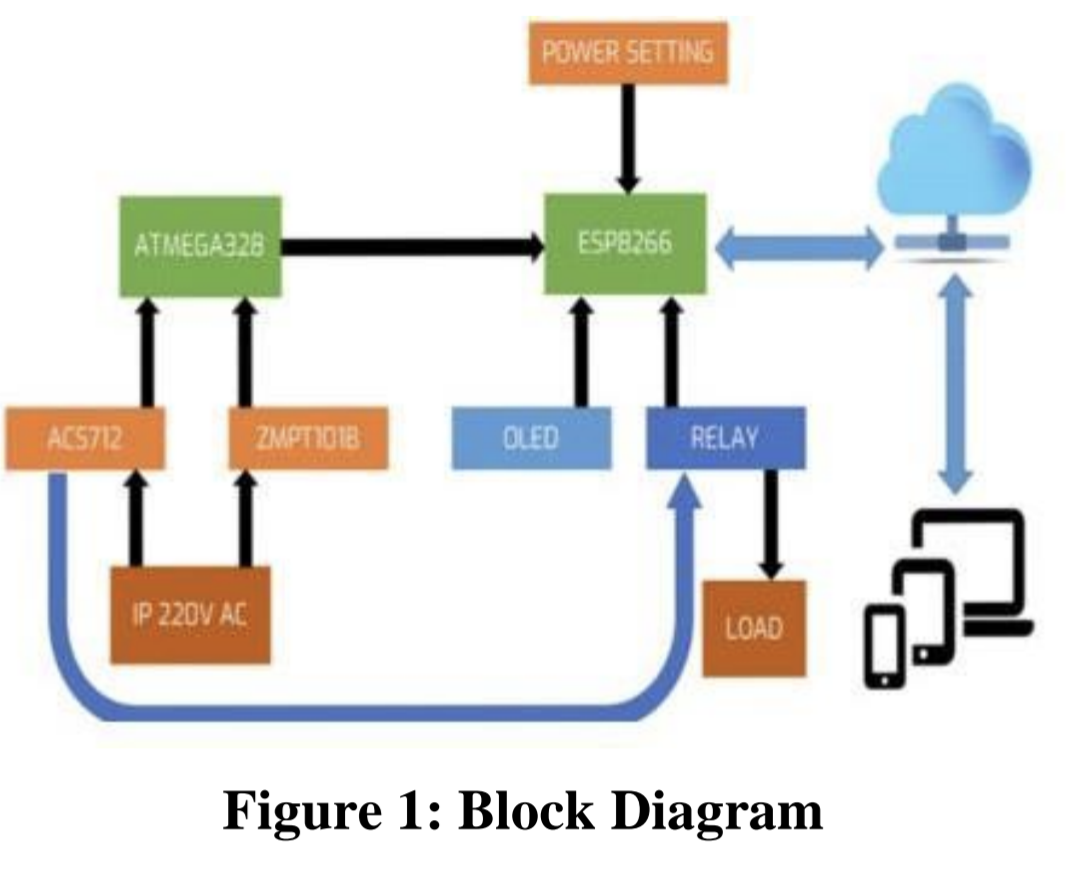 POWER SETTING
ATMEGA328
ESP8266
ACS712
ZMPT101B
OLED
RELAY
IP 220V AC
LOAD
Figure 1: Block Diagram